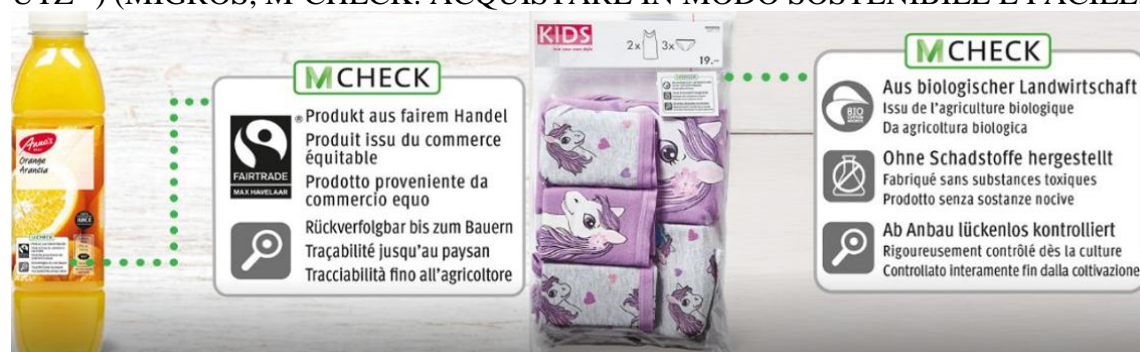 UTZ ) (MIGROS, M-CHECK: ACQUISTARE IN MODO SOSTENIBILE È FACILE
Anna's
Orange
Arancia
M CHECK
FAIRTRADE
MAX HAVELAAR
® Produkt aus fairem Handel
Produit issu du commerce
équitable
Prodotto proveniente da
commercio equo
Rückverfolgbar bis zum Bauern
Traçabilité jusqu'au paysan
Tracciabilità fino all'agricoltore
KIDS
2x 3x
19.–
M CHECK
BIO
Aus biologischer Landwirtschaft
Issu de l'agriculture biologique
Da agricoltura biologica
Ohne Schadstoffe hergestellt
Fabriqué sans substances toxiques
Prodotto senza sostanze nocive
Ab Anbau lückenlos kontrolliert
Rigoureusement contrôlé dès la culture
Controllato interamente fin dalla coltivazione